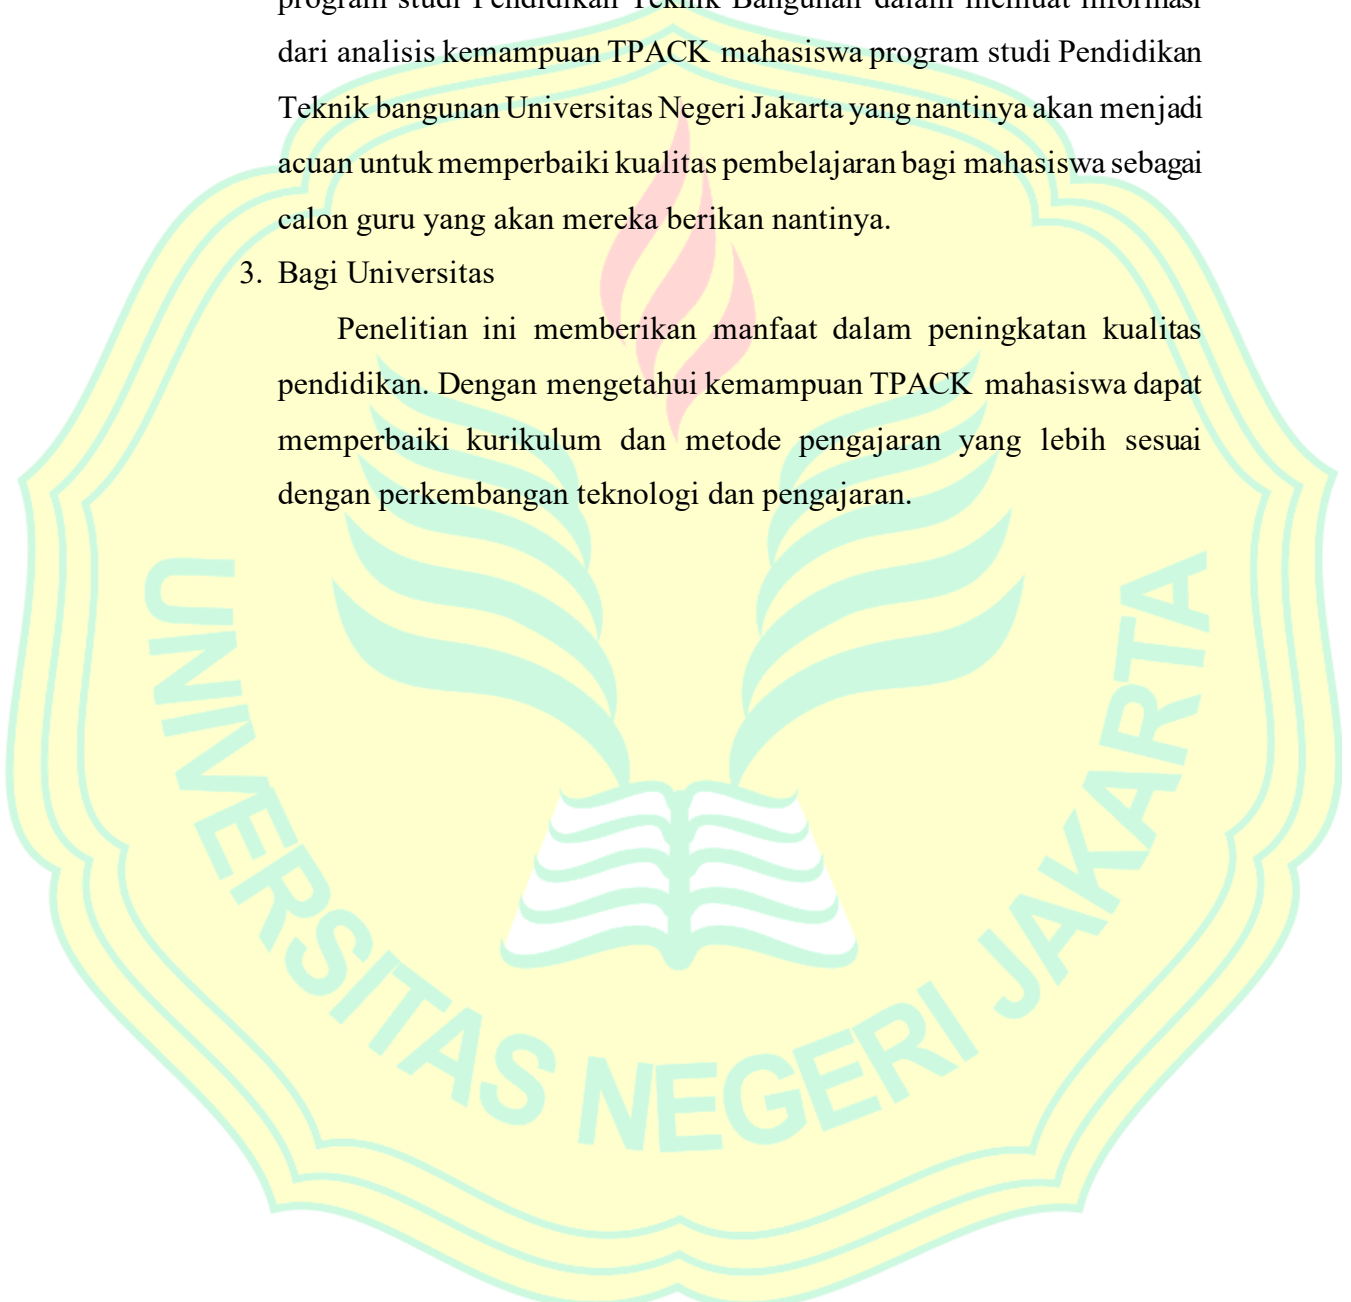 program studi Pendidikan Teknik Bangunan dalam memuat informasi
dari analisis kemampuan TPACK mahasiswa program studi Pendidikan
Teknik bangunan Universitas Negeri Jakarta yang nantinya akan menjadi
acuan untuk memperbaiki kualitas pembelajaran bagi mahasiswa sebagai
calon guru yang akan mereka berikan nantinya.
3. Bagi Universitas
Penelitian ini memberikan manfaat dalam peningkatan kualitas
pendidikan. Dengan mengetahui kemampuan TPACK mahasiswa dapat
memperbaiki kurikulum dan metode pengajaran yang lebih sesuai
dengan perkembangan teknologi dan pengajaran.
UNIVERSITAS NEGERI JAKARTA